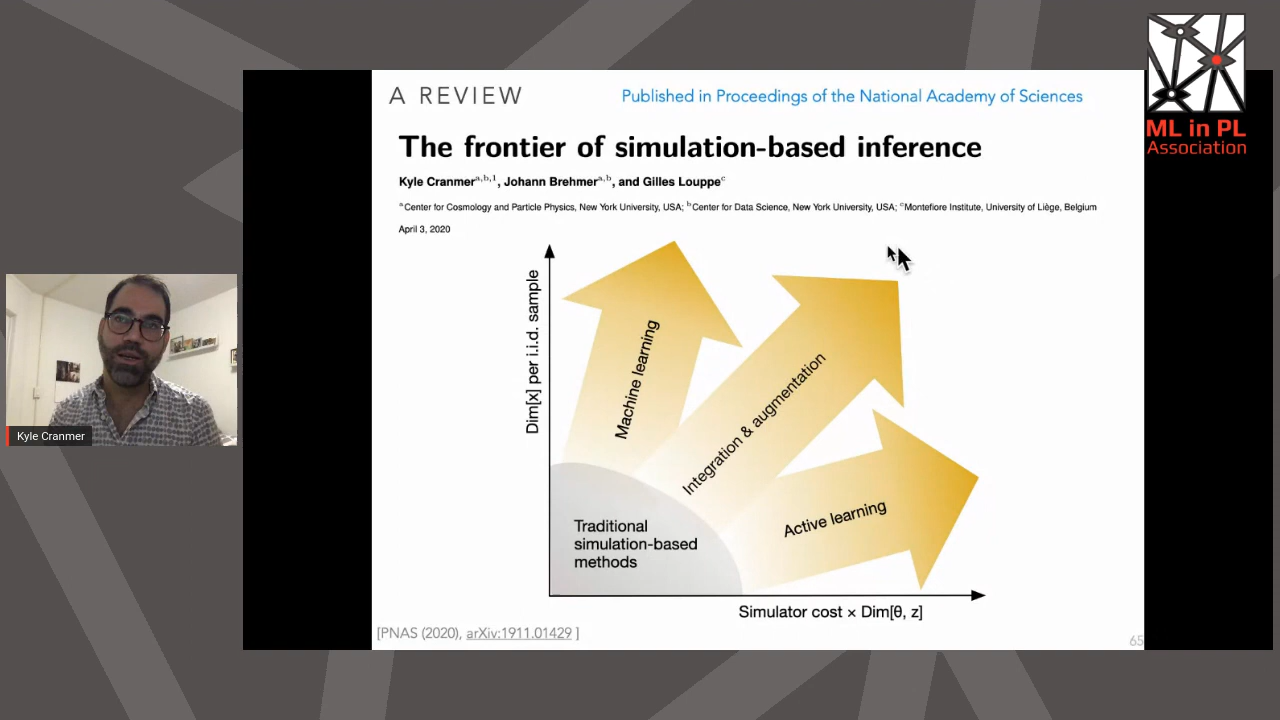 A REVIEW
Published in Proceedings of the National Academy of Sciences
The frontier of simulation-based inference
Kyle Cranmer^a,b,1, Johann Brehmer^a,b, and Gilles Louppe^c
^a Center for Cosmology and Particle Physics, New York University, USA; ^b Center for Data Science, New York University, USA; ^c Montefiore Institute, University of Liège, Belgium
April 3, 2020
Dim[x] per i.i.d. sample
Machine learning
Integration & augmentation
Active learning
Traditional
simulation-based
methods
Simulator cost × Dim[θ, z]
[PNAS (2020), arXiv:1911.01429 ]
65
Kyle Cranmer
ML in PL
Association